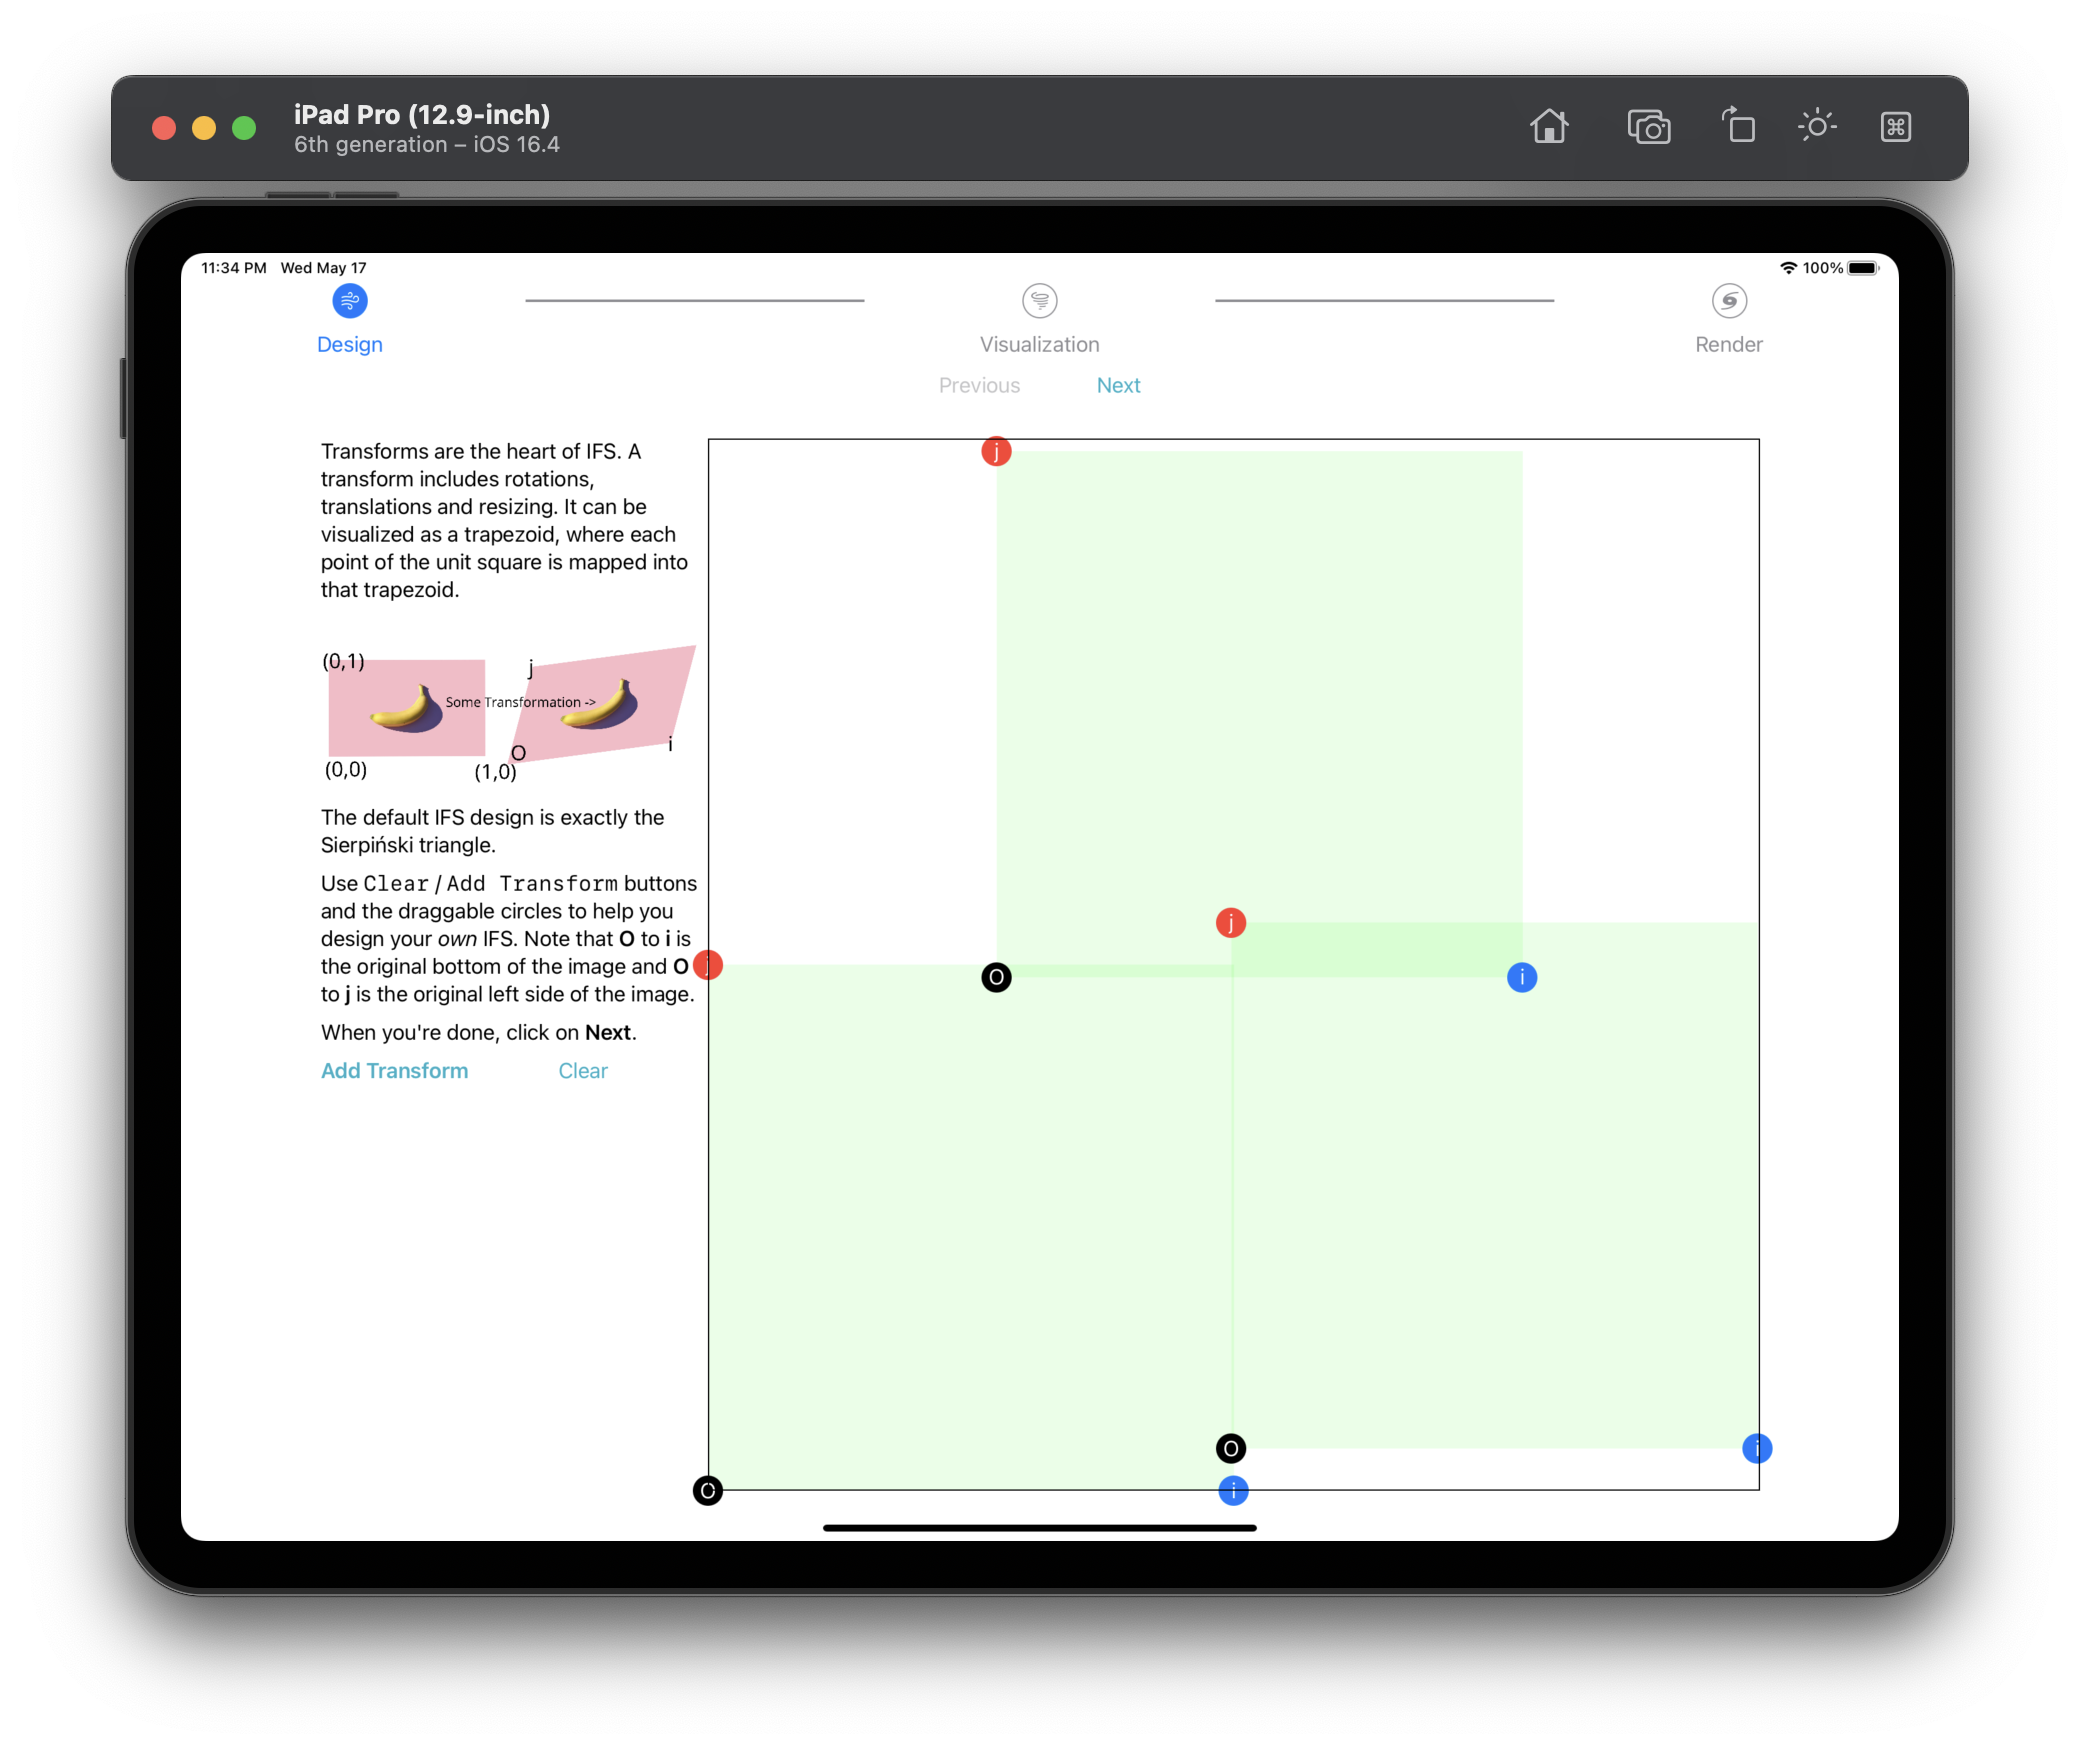 iPad Pro (12.9-inch)
6th generation – iOS 16.4
11:34 PM Wed May 17
100%
Design
Visualization
Render
Previous
Next
Transforms are the heart of IFS. A
transform includes rotations,
translations and resizing. It can be
visualized as a trapezoid, where each
point of the unit square is mapped into
that trapezoid.
(0,1)
j
Some Transformation ->
O
i
(0,0)
(1,0)
The default IFS design is exactly the
Sierpiński triangle.
Use Clear / Add Transform buttons
and the draggable circles to help you
design your own IFS. Note that O to i is
the original bottom of the image and O
to j is the original left side of the image.
When you're done, click on Next.
Add Transform
Clear
j
j
j
O
i
O
i
O
i